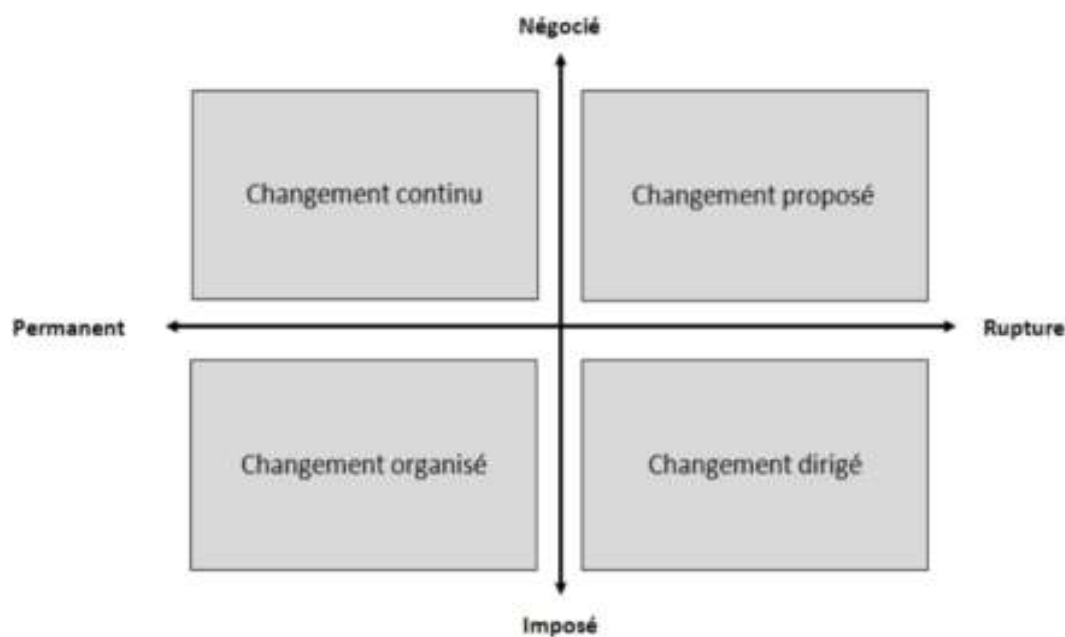 Négocié
Changement continu
Changement proposé
Permanent
Rupture
Changement organisé
Changement dirigé
Imposé